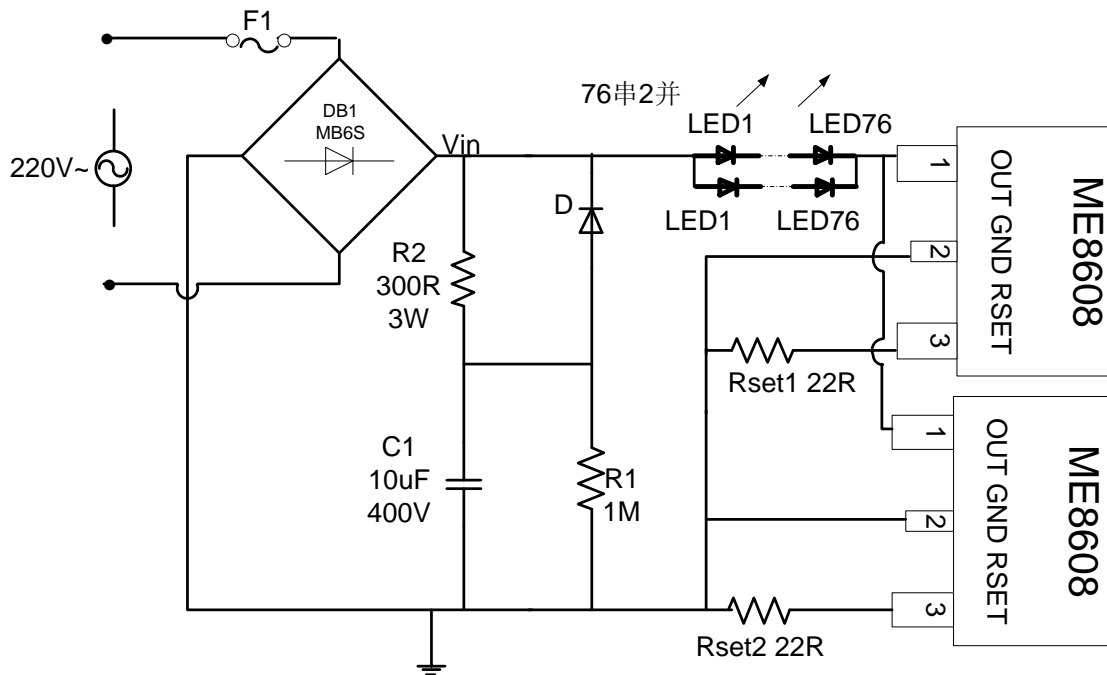 F1
DB1
MB6S
220V~
Vin
76串2并
LED1
LED76
LED1
LED76
D
R2
300R
3W
C1
10uF
400V
R1
1M
Rset1 22R
Rset2 22R
1
2
3
OUT GND RSET
ME8608
1
2
3
OUT GND RSET
ME8608